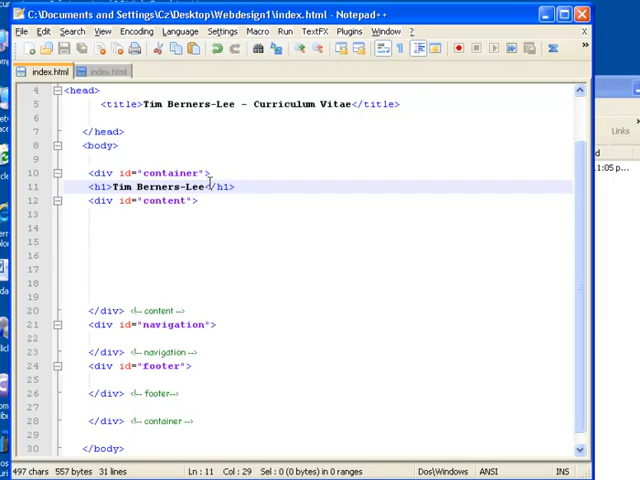 C:\Documents and Settings\Cz\Desktop\Webdesign1\index.html - Notepad++
File Edit Search View Encoding Language Settings Macro Run TextFX Plugins Window ? X
index.html index.html
4 <head>
5 <title>Tim Berners-Lee - Curriculum Vitae</title>
6
7 </head>
8 <body>
9
10 <div id="container">
11 <h1>Tim Berners-Lee</h1>
12 <div id="content">
13
14
15
16
17
18
19
20 </div> <!-- content -->
21 <div id="navigation">
22
23 </div> <!-- navigation -->
24 <div id="footer">
25
26 </div> <!-- footer-->
27
28 </div> <!-- container -->
29
30 </body>
497 chars 557 bytes 31 lines Ln : 11 Col : 29 Sel : 0 (0 bytes) in 0 ranges Dos\Windows ANSI INS
Links
1:05 p...